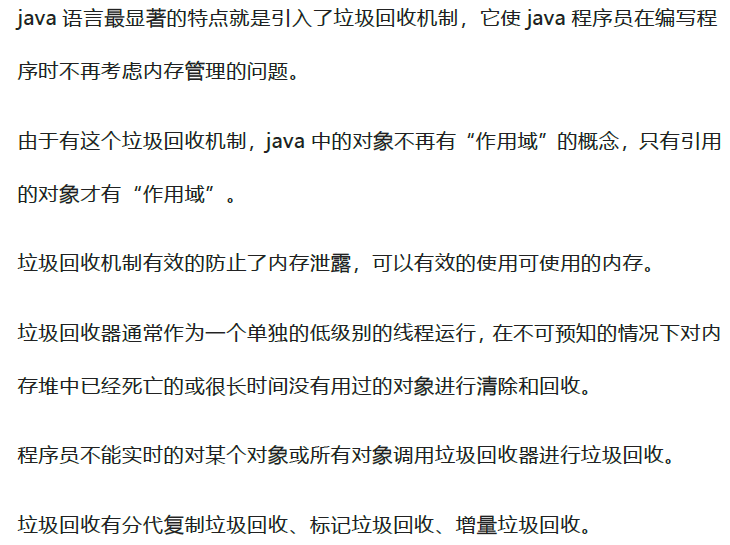 java 语言最显著的特点就是引入了垃圾回收机制，它使 java 程序员在编写程
序时不再考虑内存管理的问题。
由于有这个垃圾回收机制，java 中的对象不再有“作用域”的概念，只有引用
的对象才有“作用域”。
垃圾回收机制有效的防止了内存泄露，可以有效的使用可使用的内存。
垃圾回收器通常作为一个单独的低级别的线程运行，在不可预知的情况下对内
存堆中已经死亡的或很长时间没有用过的对象进行清除和回收。
程序员不能实时的对某个对象或所有对象调用垃圾回收器进行垃圾回收。
垃圾回收有分代复制垃圾回收、标记垃圾回收、增量垃圾回收。